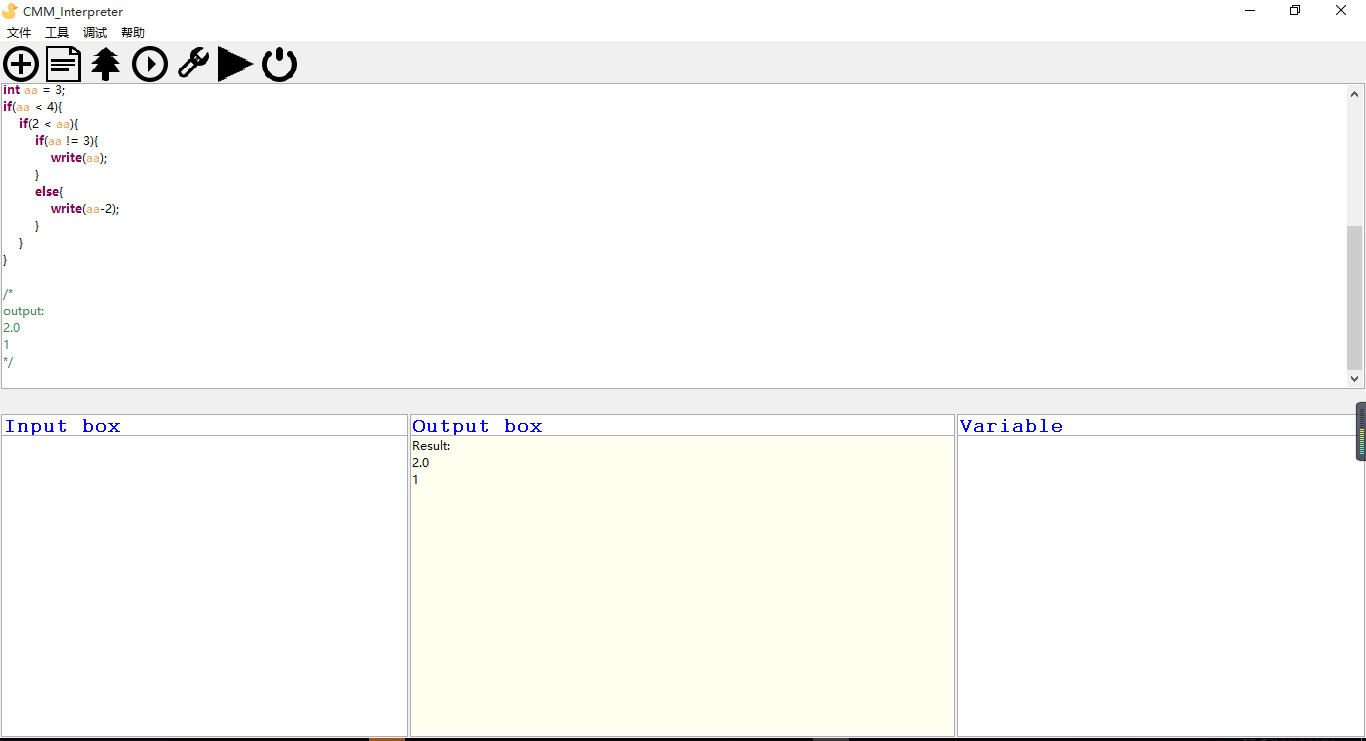 CMM_Interpreter
文件 工具 调试 帮助
int aa = 3;
if(aa < 4){
if(2 < aa){
if(aa != 3){
write(aa);
}
else{
write(aa-2);
}
}
}
/*
output:
2.0
1
*/
Input box
Output box
Variable
Result:
2.0
1